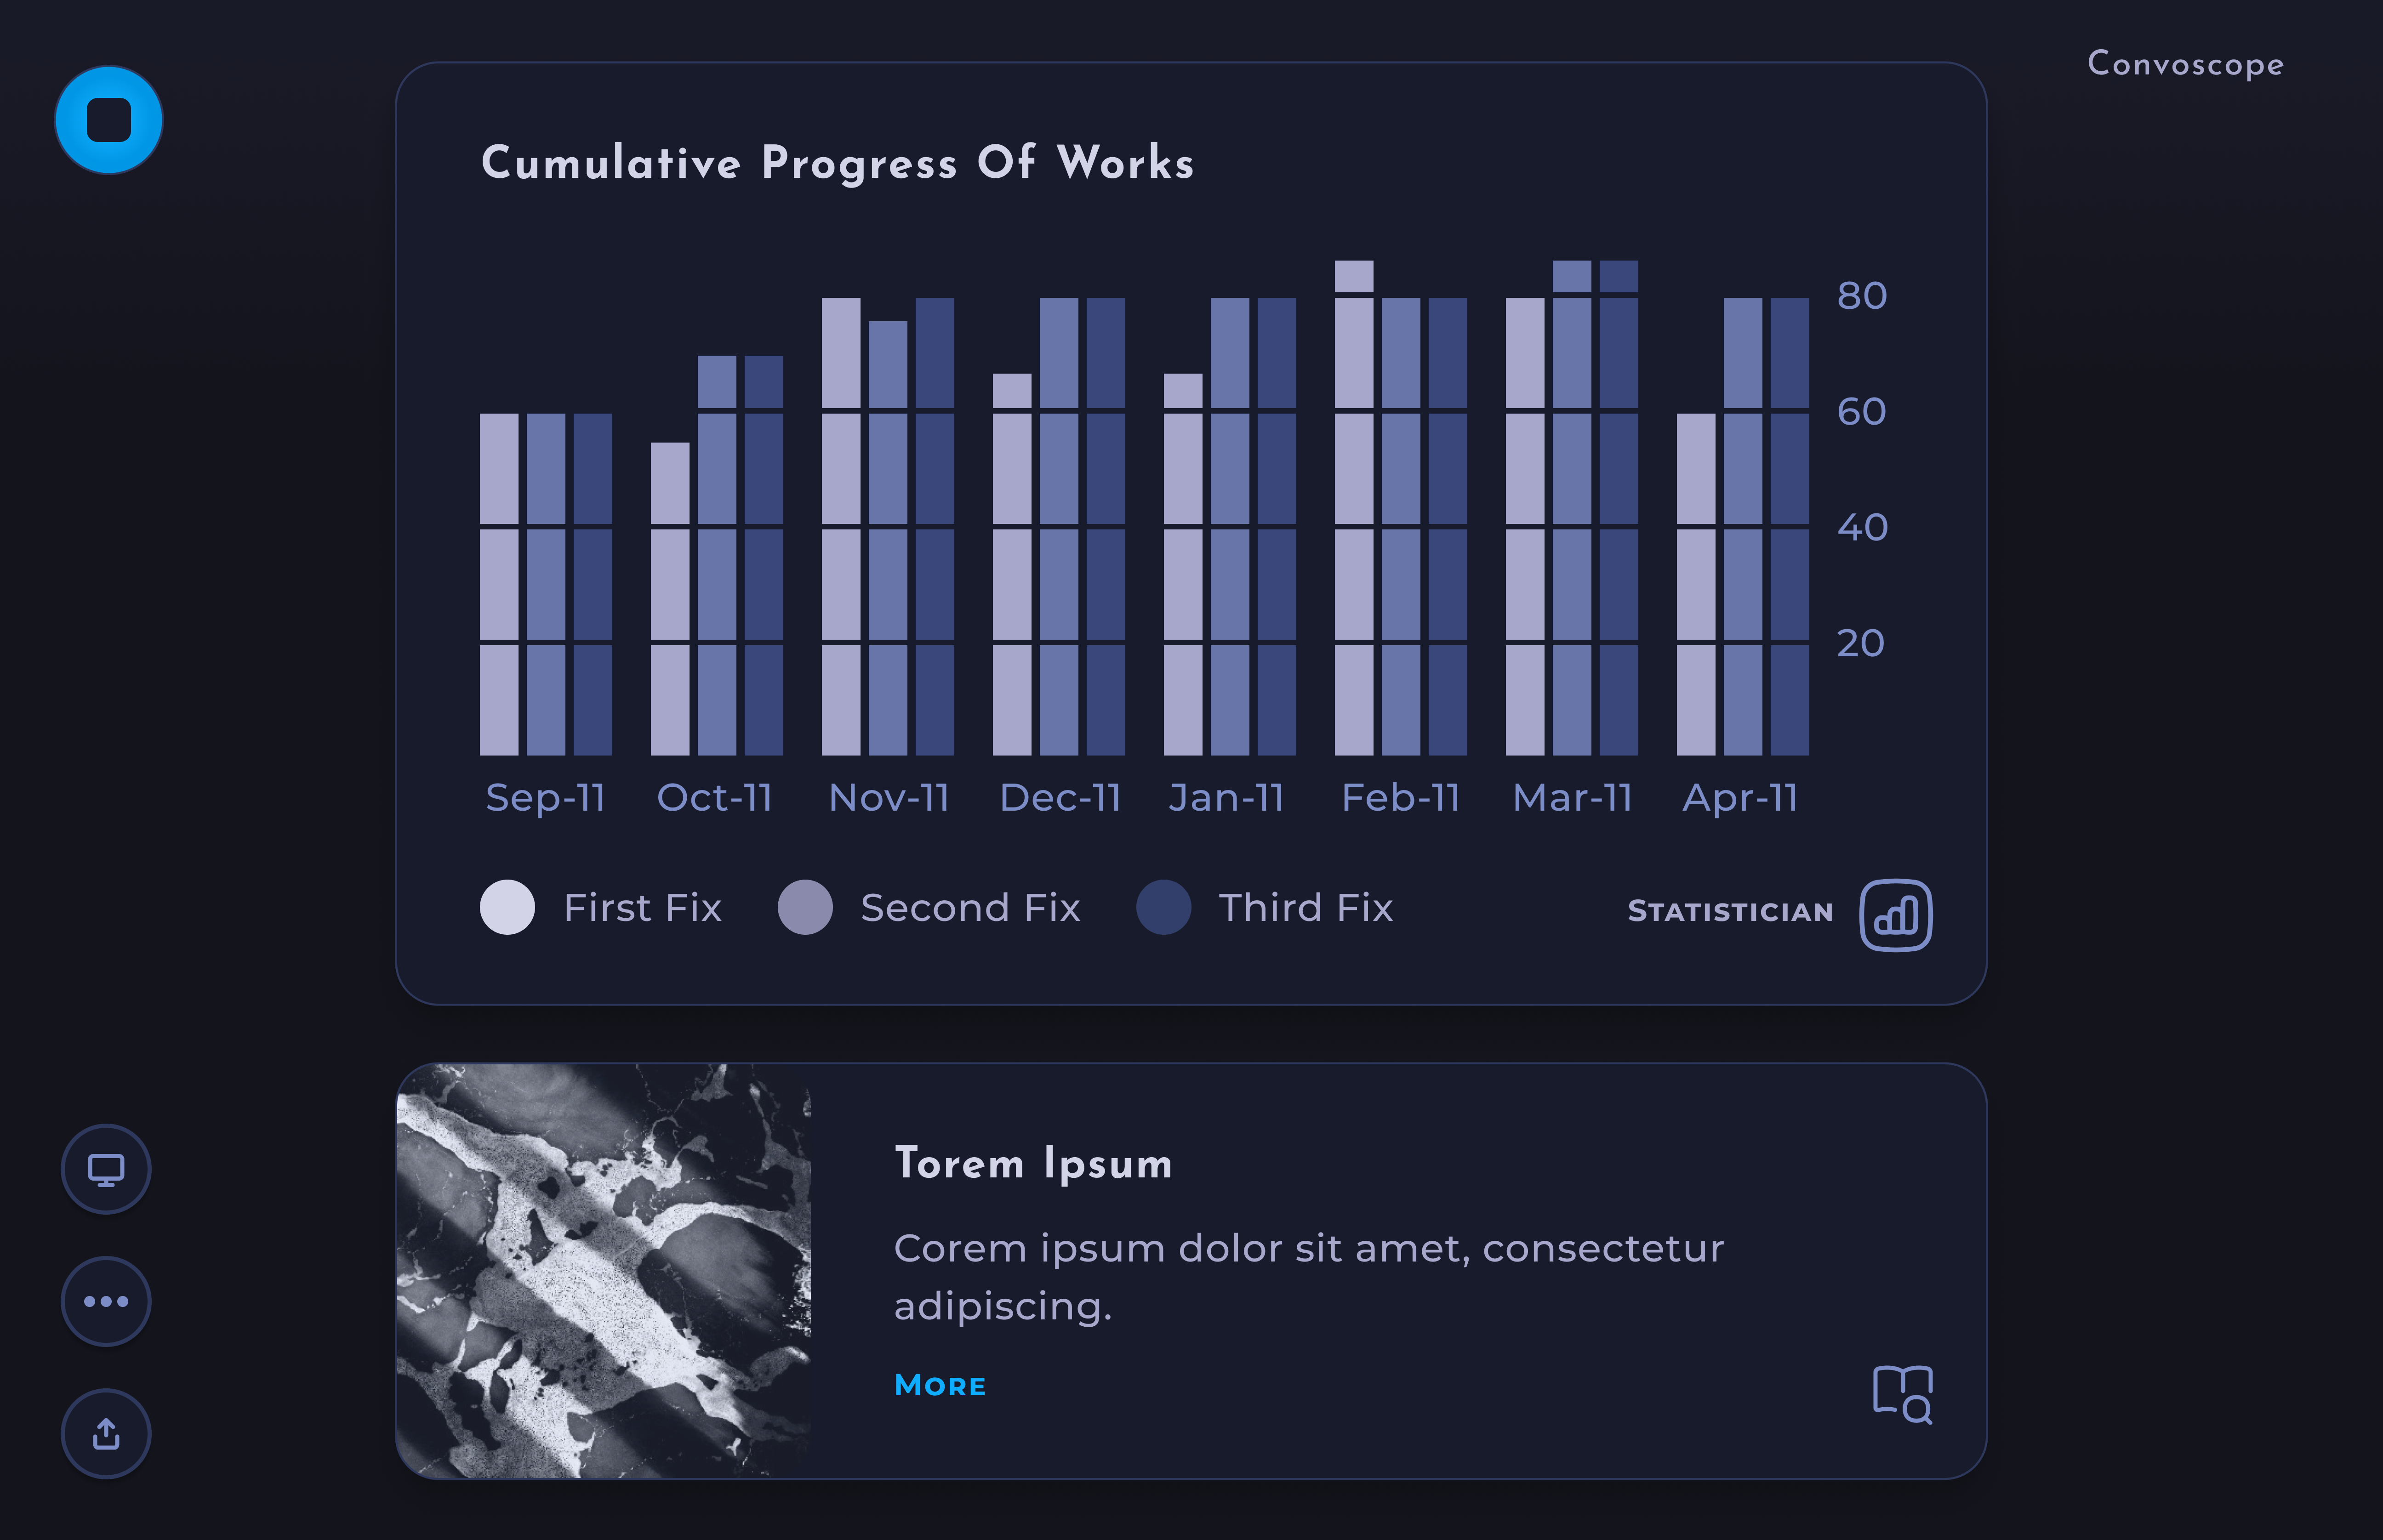 Convoscope
Cumulative Progress Of Works
80
60
40
20
Sep-11 Oct-11 Nov-11 Dec-11 Jan-11 Feb-11 Mar-11 Apr-11
First Fix Second Fix Third Fix
STATISTICIAN
Torem Ipsum
Corem ipsum dolor sit amet, consectetur
adipiscing.
MORE